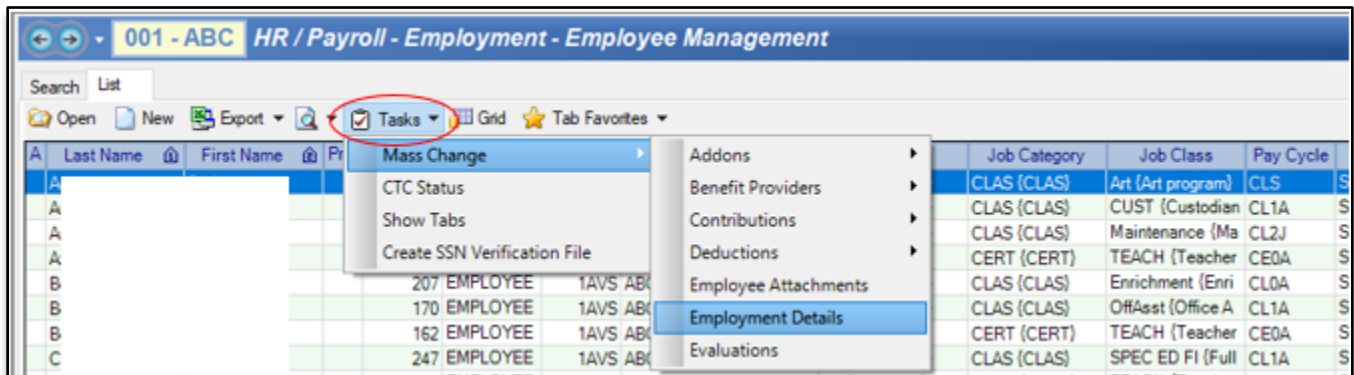 001 - ABC HR / Payroll - Employment - Employee Management
Search List
Open New Export Tasks Grid Tab Favorites
A Last Name First Name Pr Job Category Job Class Pay Cycle
Mass Change
CTC Status
Show Tabs
Create SSN Verification File
Addons
Benefit Providers
Contributions
Deductions
Employee Attachments
Employment Details
Evaluations
A CLAS {CLAS} Art {Art program} CLS S
A CLAS {CLAS} CUST {Custodian CL1A S
A CLAS {CLAS} Maintenance {Ma CL2J S
A CERT {CERT} TEACH {Teacher CE0A S
B 207 EMPLOYEE 1AVS ABC CLAS {CLAS} Enrichment {Enri CL0A S
B 170 EMPLOYEE 1AVS ABC CLAS {CLAS} OffAsst {Office A CL1A S
B 162 EMPLOYEE 1AVS ABC CERT {CERT} TEACH {Teacher CE0A S
C 247 EMPLOYEE 1AVS ABC CLAS {CLAS} SPEC ED FI {Full CL1A S